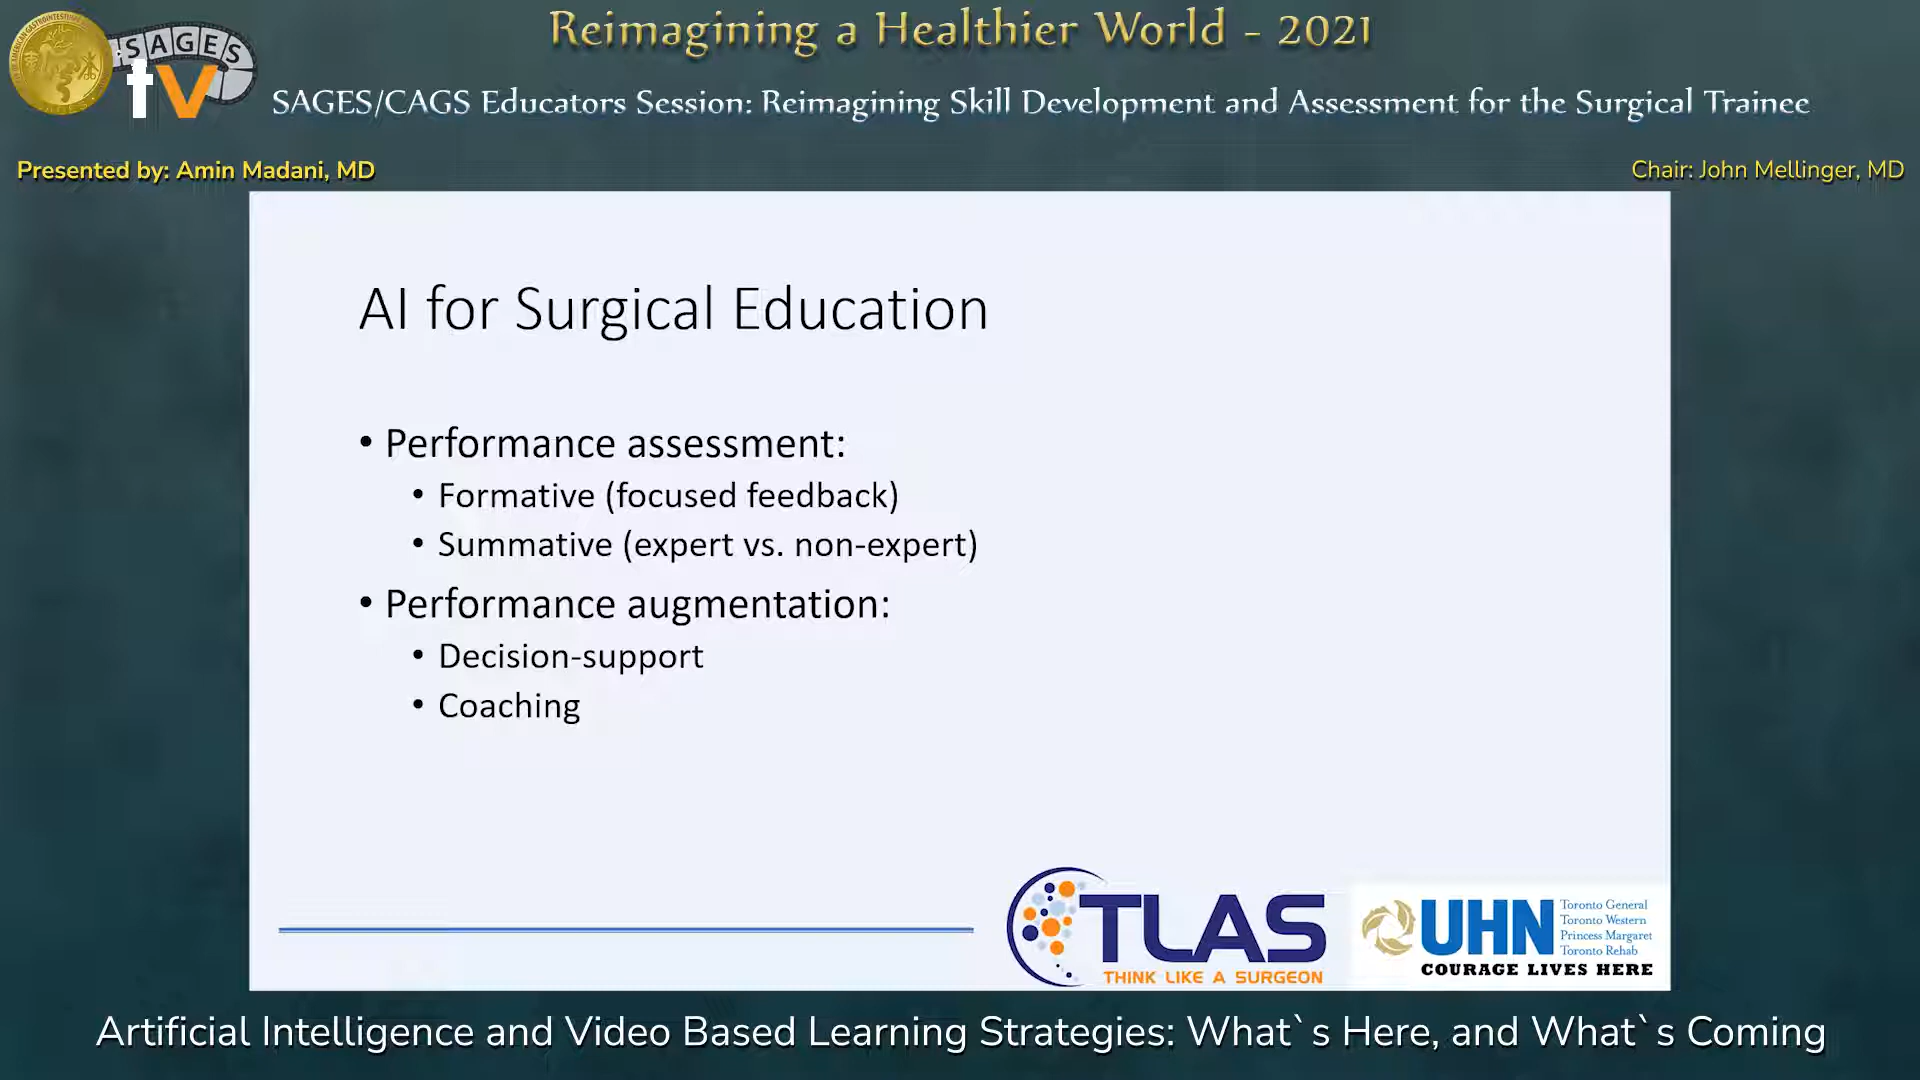 Reimagining a Healthier World - 2021
SAGES
tv
SAGES/CAGS Educators Session: Reimagining Skill Development and Assessment for the Surgical Trainee
Presented by: Amin Madani, MD
Chair: John Mellinger, MD
AI for Surgical Education
• Performance assessment:
• Formative (focused feedback)
• Summative (expert vs. non-expert)
• Performance augmentation:
• Decision-support
• Coaching
TLAS
THINK LIKE A SURGEON
UHN
Toronto General
Toronto Western
Princess Margaret
Toronto Rehab
COURAGE LIVES HERE
Artificial Intelligence and Video Based Learning Strategies: What`s Here, and What`s Coming